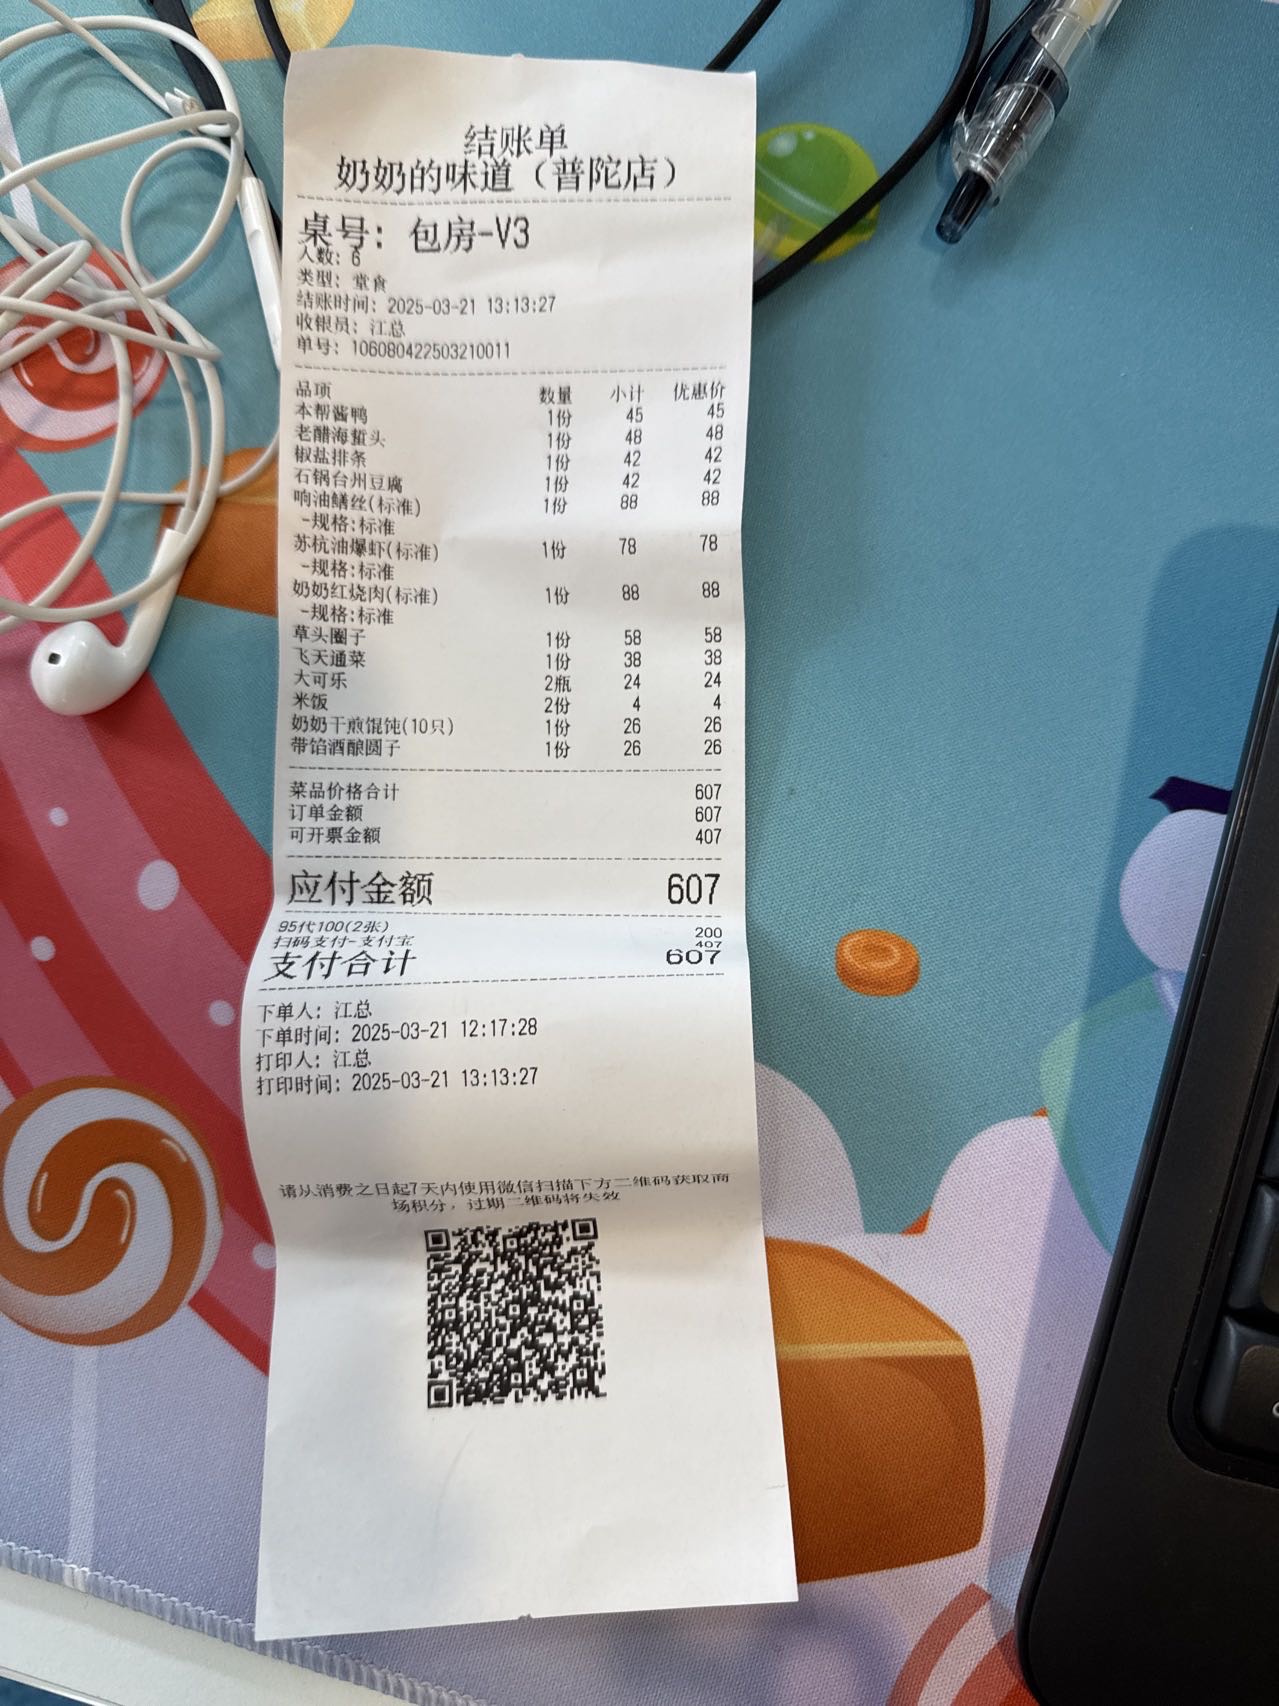 结账单
奶奶的味道（普陀店）
桌号：包房-V3
人数：6
类型：堂食
结账时间：2025-03-21 13:13:27
收银员：江总
单号：106080422503210011
品项 数量 小计 优惠价
本帮酱鸭 1份 45 45
老醋海蜇头 1份 48 48
椒盐排条 1份 42 42
石锅台州豆腐 1份 42 42
响油鳝丝(标准) 1份 88 88
-规格:标准
苏杭油爆虾(标准) 1份 78 78
-规格:标准
奶奶红烧肉(标准) 1份 88 88
-规格:标准
草头圈子 1份 58 58
飞天通菜 1份 38 38
大可乐 2瓶 24 24
米饭 2份 4 4
奶奶干煎馄饨(10只) 1份 26 26
带馅酒酿圆子 1份 26 26
菜品价格合计 607
订单金额 607
可开票金额 407
应付金额 607
95代100(2张) 200
扫码支付-支付宝 407
支付合计 607
下单人：江总
下单时间：2025-03-21 12:17:28
打印人：江总
打印时间：2025-03-21 13:13:27
请从消费之日起7天内使用微信扫描下方二维码获取商
场积分，过期二维码将失效